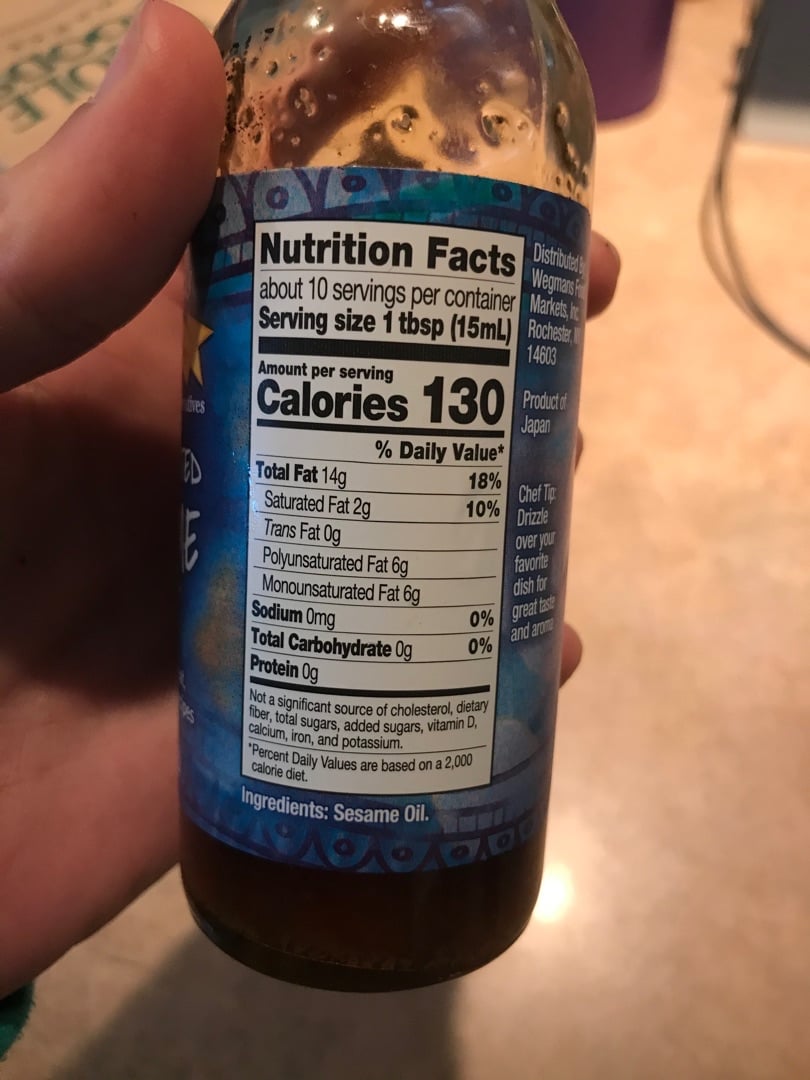 Nutrition Facts
about 10 servings per container
Serving size 1 tbsp (15mL)
Amount per serving
Calories 130
% Daily Value*
Total Fat 14g 18%
Saturated Fat 2g 10%
Trans Fat 0g
Polyunsaturated Fat 6g
Monounsaturated Fat 6g
Sodium 0mg 0%
Total Carbohydrate 0g 0%
Protein 0g
Not a significant source of cholesterol, dietary
fiber, total sugars, added sugars, vitamin D,
calcium, iron, and potassium.
*Percent Daily Values are based on a 2,000
calorie diet.
Ingredients: Sesame Oil.
Distributed
Wegmans
Markets, Inc.
Rochester,
14603
Product of
Japan
Chef Tip:
Drizzle
over your
favorite
dish for
great taste
and aroma